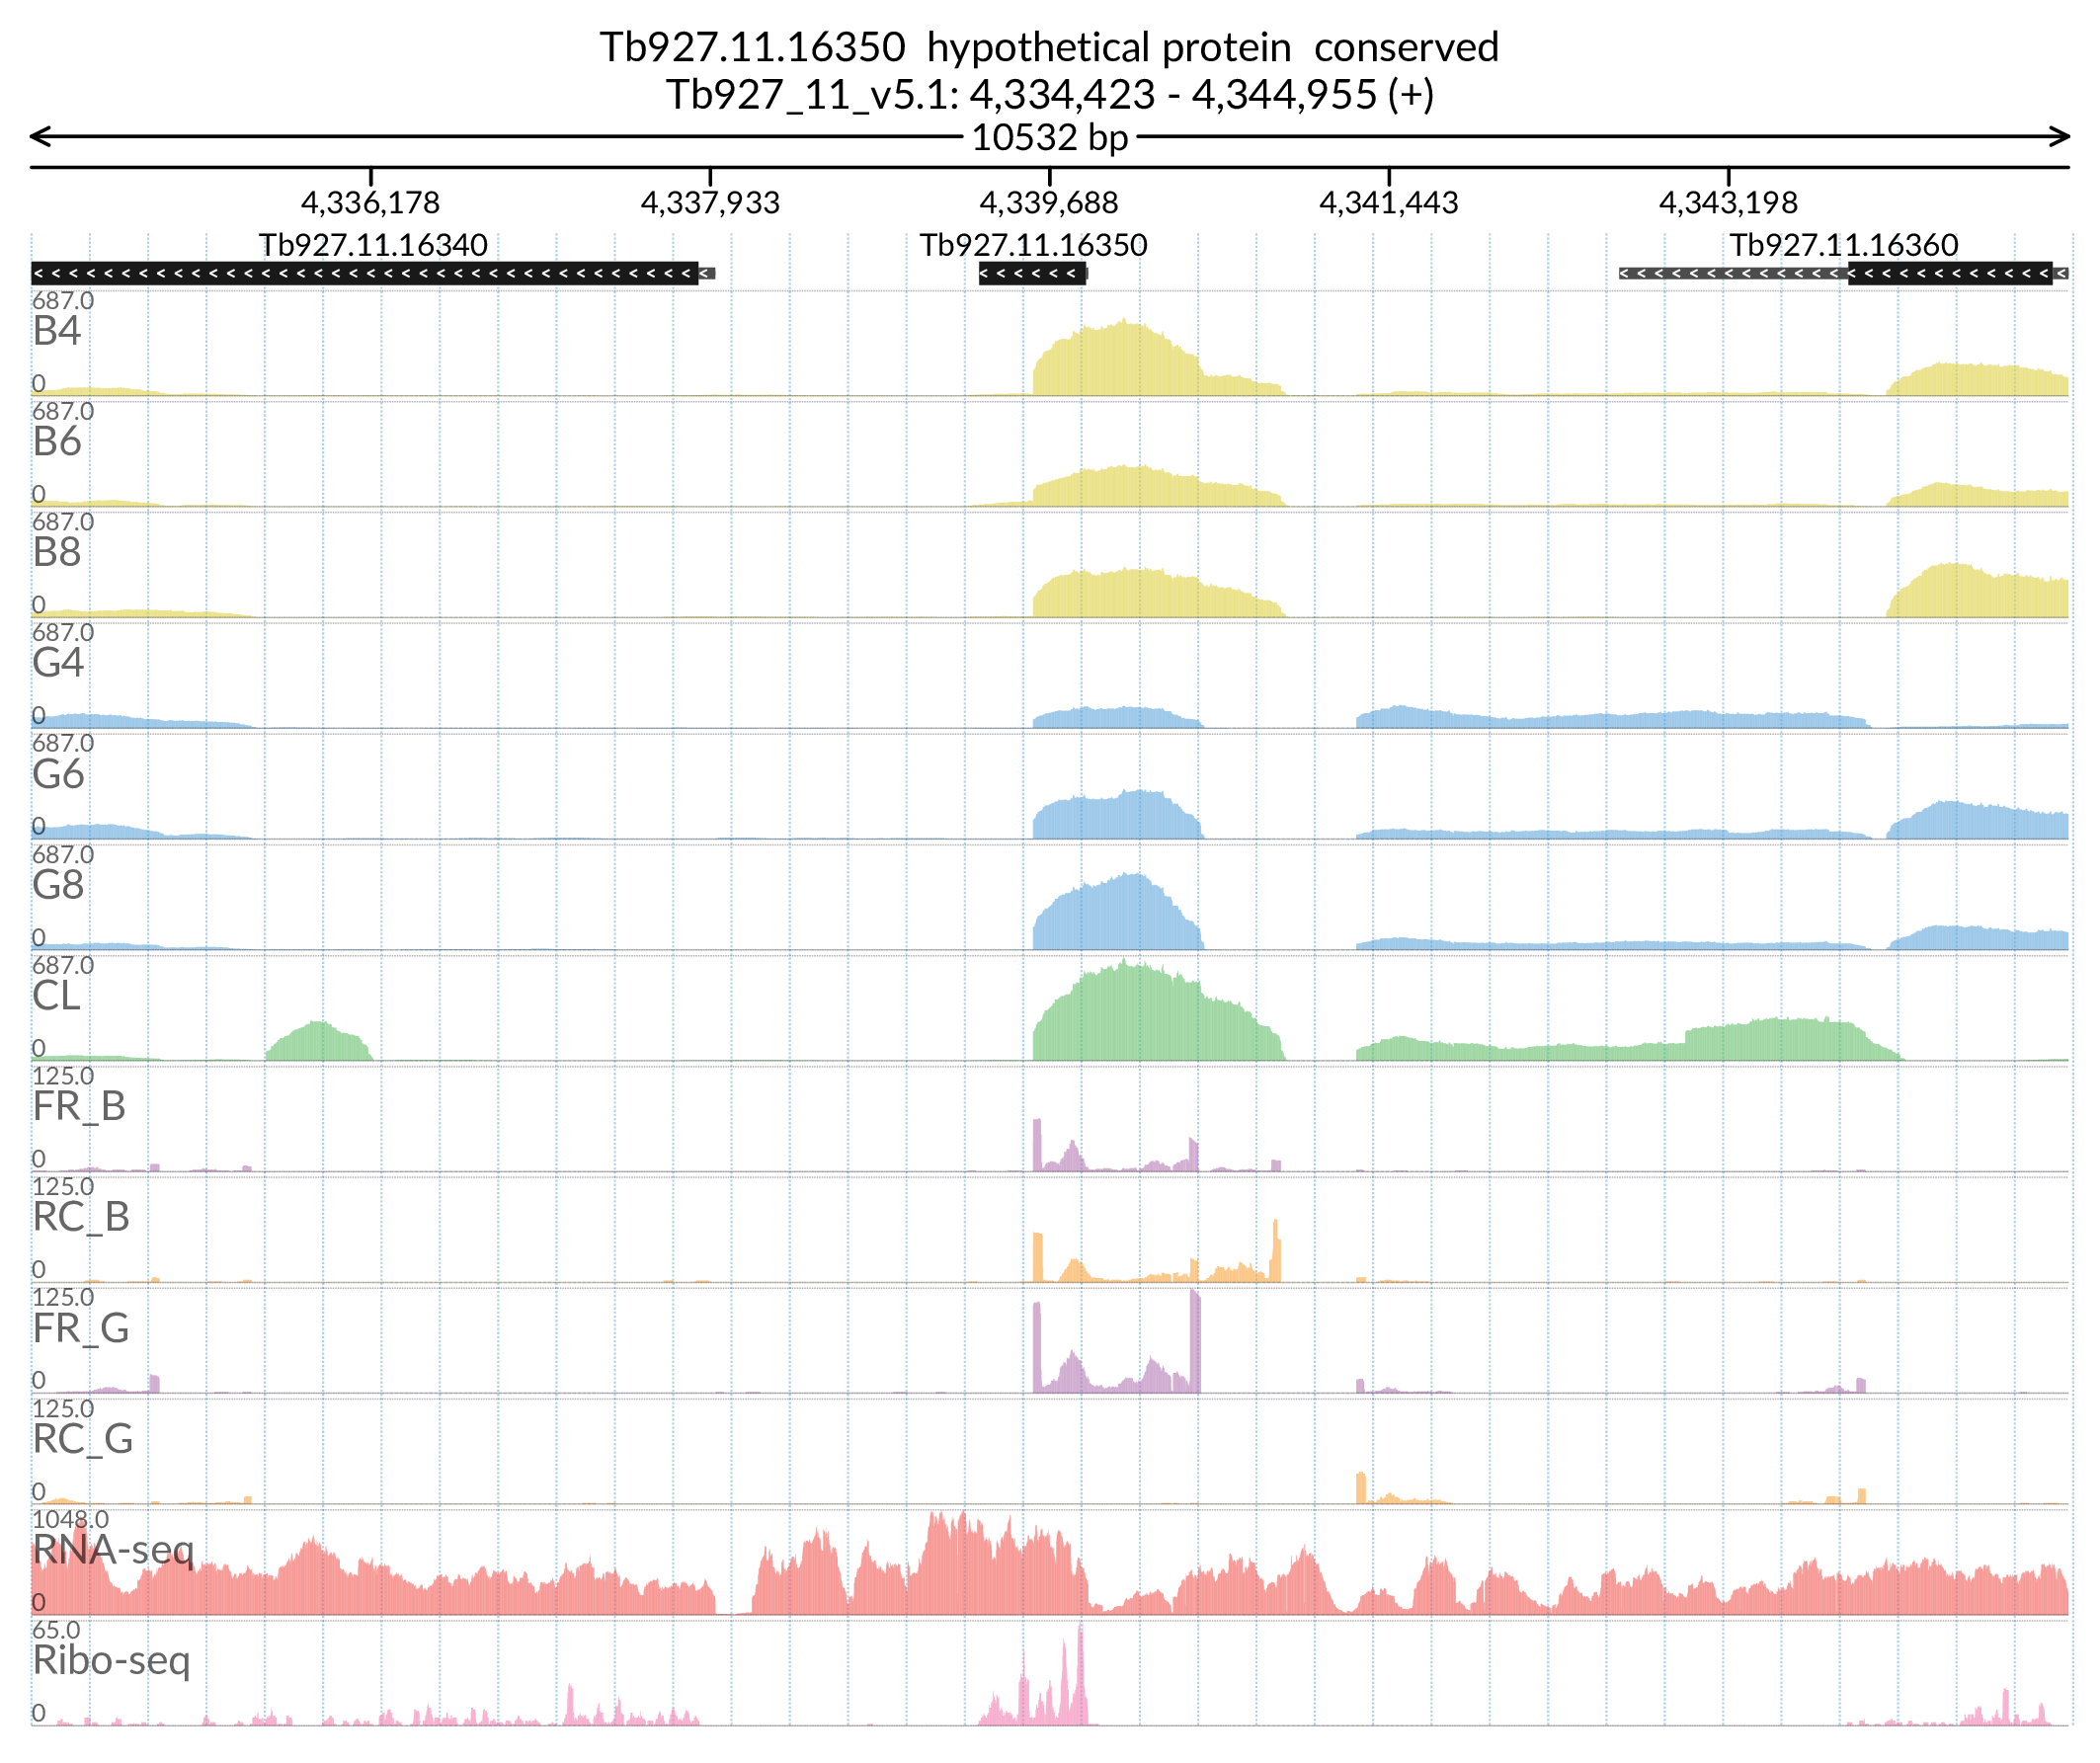 Tb927.11.16350  hypothetical protein  conserved
Tb927_11_v5.1: 4,334,423 - 4,344,955 (+)
10532 bp
4,336,178 4,337,933 4,339,688 4,341,443 4,343,198
Tb927.11.16340 Tb927.11.16350 Tb927.11.16360
687.0
B4
0
687.0
B6
0
687.0
B8
0
687.0
G4
0
687.0
G6
0
687.0
G8
0
687.0
CL
0
125.0
FR_B
0
125.0
RC_B
0
125.0
FR_G
0
125.0
RC_G
0
1048.0
RNA-seq
0
65.0
Ribo-seq
0